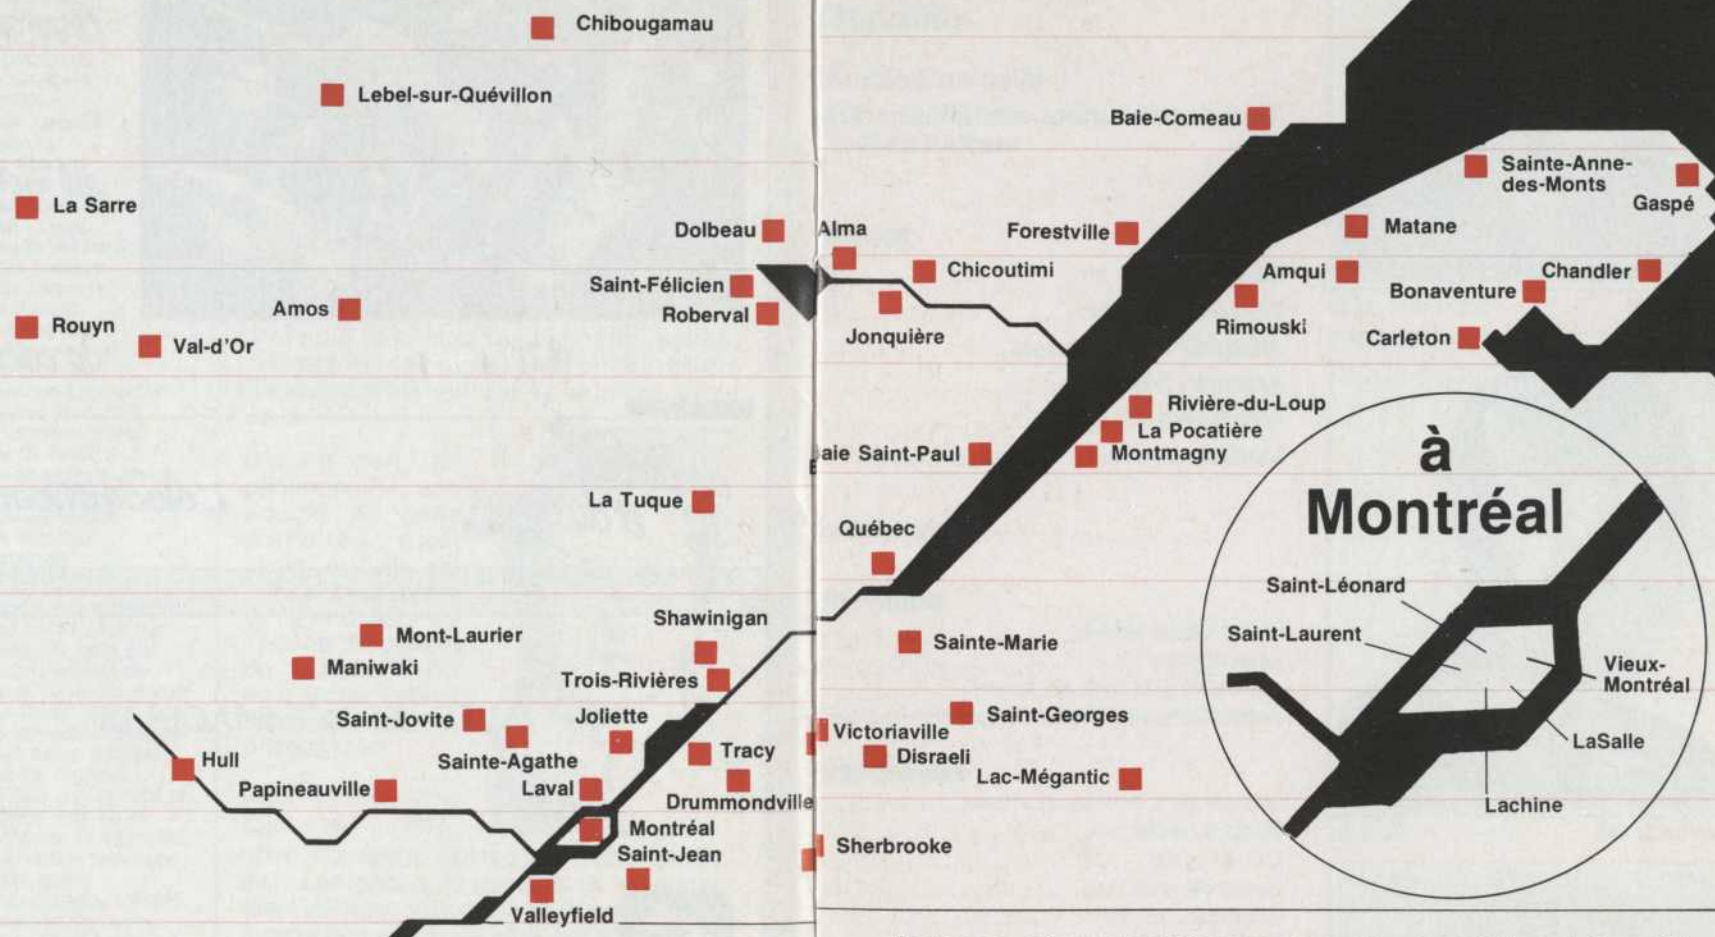 Chibougamau
Lebel-sur-Quévillon
Baie-Comeau
Sainte-Anne-
des-Monts
Gaspé
La Sarre
Dolbeau
Alma
Forestville
Matane
Saint-Félicien
Chicoutimi
Amqui
Chandler
Bonaventure
Amos
Roberval
Rouyn
Val-d'Or
Jonquière
Rimouski
Carleton
Rivière-du-Loup
La Pocatière
Baie Saint-Paul
Montmagny
La Tuque
Québec
Shawinigan
Mont-Laurier
Sainte-Marie
Maniwaki
Trois-Rivières
Saint-Jovite
Joliette
Saint-Georges
Victoriaville
Sainte-Agathe
Tracy
Disraeli
Hull
Lac-Mégantic
Papineauville
Laval
Drummondville
Montréal
Saint-Jean
Sherbrooke
Valleyfield
à
Montréal
Saint-Léonard
Saint-Laurent
Vieux-
Montréal
LaSalle
Lachine